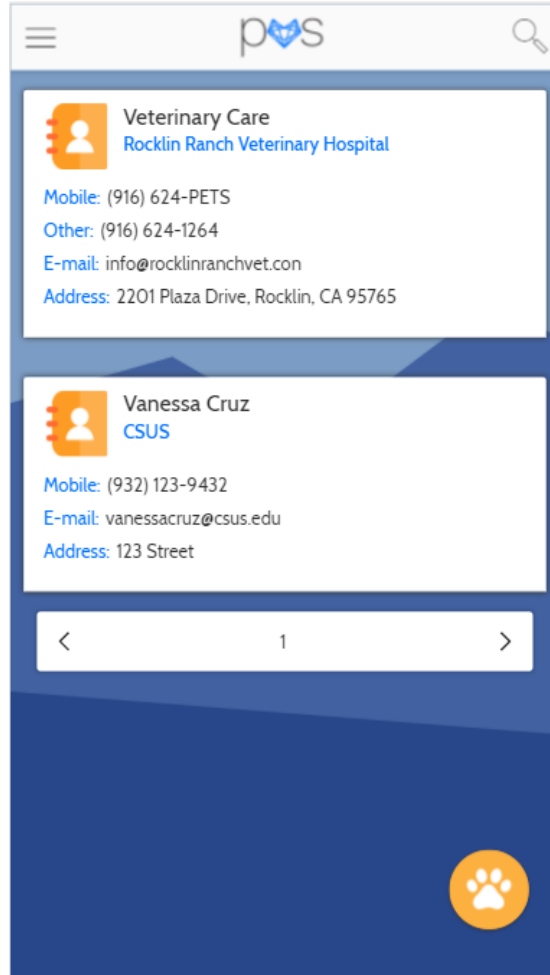 pvs
Veterinary Care
Rocklin Ranch Veterinary Hospital
Mobile: (916) 624-PETS
Other: (916) 624-1264
E-mail: info@rocklinranchvet.con
Address: 2201 Plaza Drive, Rocklin, CA 95765
Vanessa Cruz
CSUS
Mobile: (932) 123-9432
E-mail: vanessacruz@csus.edu
Address: 123 Street
1